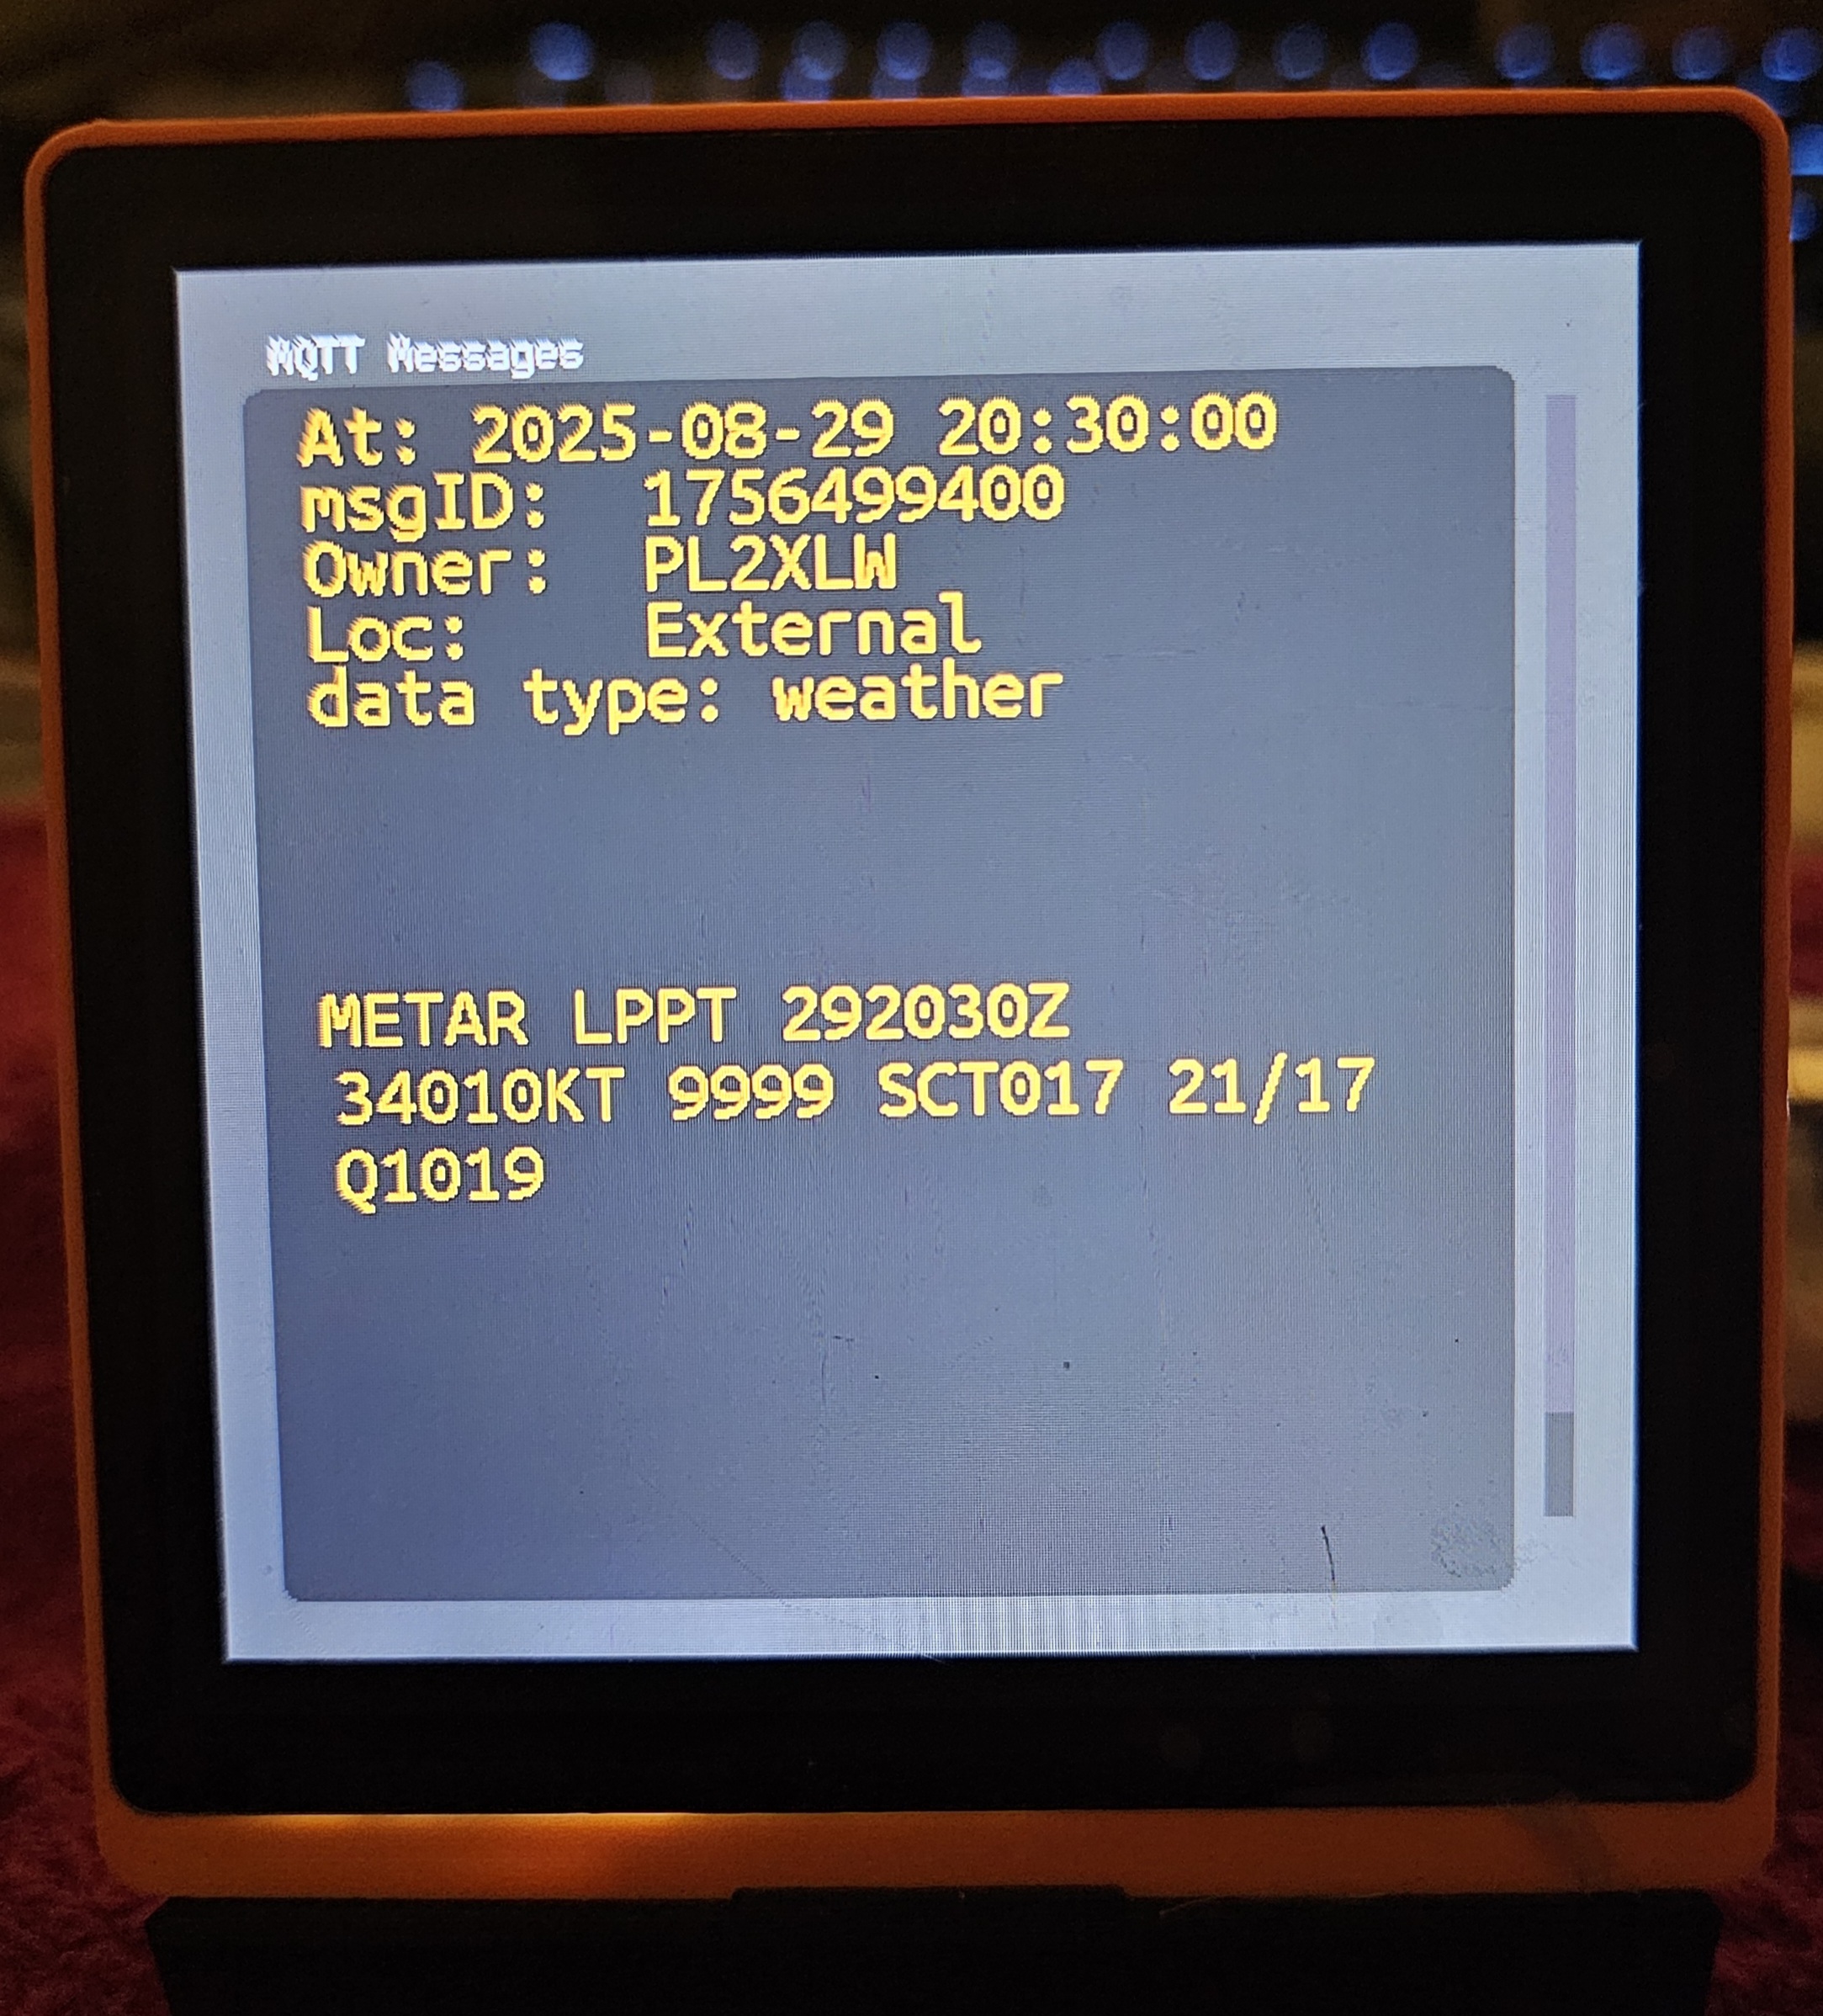 MQTT Messages
At: 2025-08-29 20:30:00
msgID: 1756499400
Owner: PL2XLW
Loc: External
data type: weather
METAR LPPT 292030Z
34010KT 9999 SCT017 21/17
Q1019